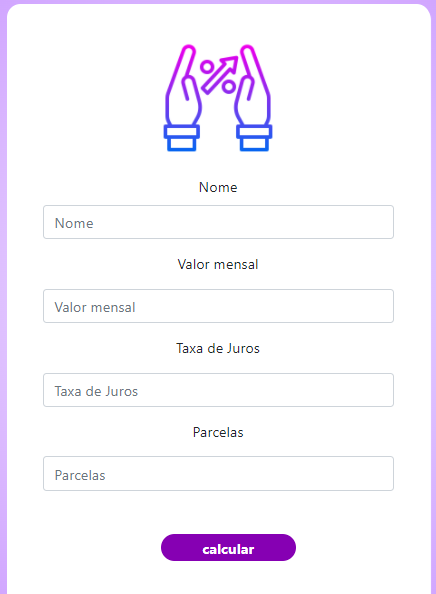 Nome
Nome
Valor mensal
Valor mensal
Taxa de Juros
Taxa de Juros
Parcelas
Parcelas
calcular